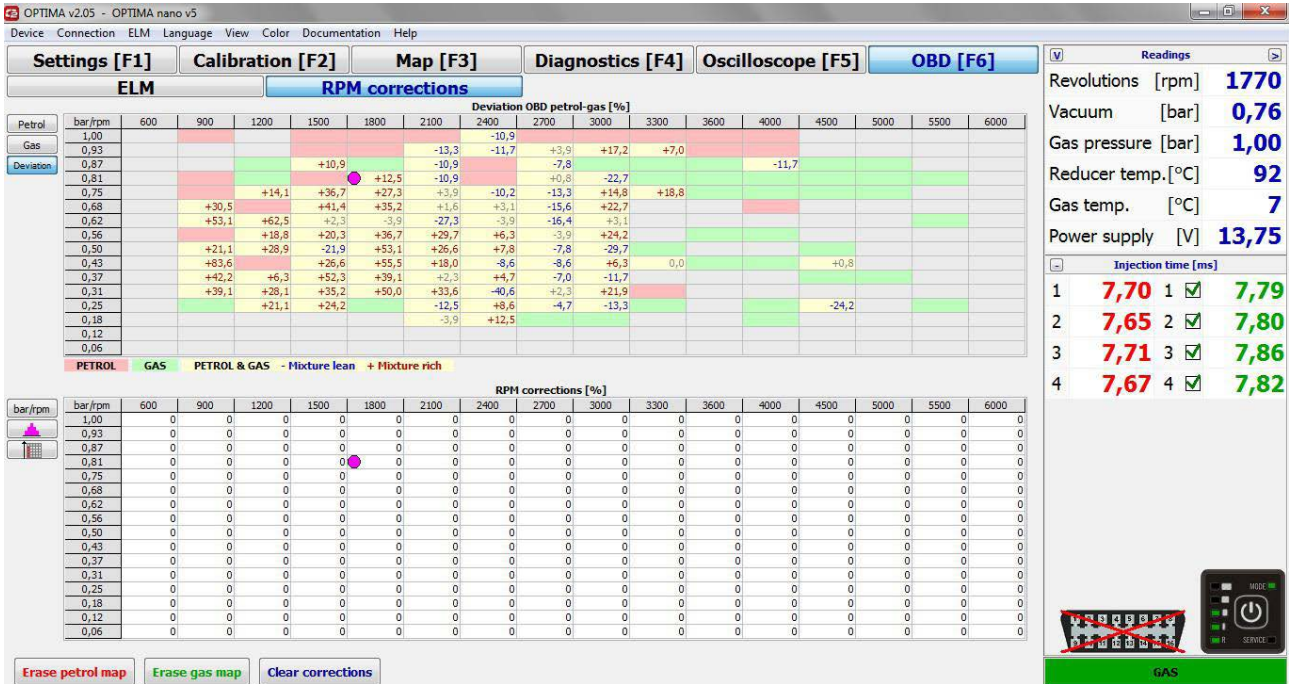 OPTIMA v2.05 - OPTIMA nano v5
Device Connection ELM Language View Color Documentation Help
Settings [F1] Calibration [F2] Map [F3] Diagnostics [F4] Oscilloscope [F5] OBD [F6]
ELM RPM corrections
Deviation OBD petrol-gas [%]
Petrol
Gas
Deviation
bar/rpm 600 900 1200 1500 1800 2100 2400 2700 3000 3300 3600 4000 4500 5000 5500 6000
1,00 -10,9
0,93 -13,3 -11,7 +3,9 +17,2 +7,0
0,87 +10,9 -10,9 -7,8 -11,7
0,81 +12,5 -10,9 +0,8 -22,7
0,75 +14,1 +36,7 +27,3 +3,9 -10,2 -13,3 +14,8 +18,8
0,68 +30,5 +41,4 +35,2 +1,6 +3,1 -15,6 +22,7
0,62 +53,1 +62,5 +2,3 -3,9 -27,3 -3,9 -16,4 +3,1
0,56 +18,8 +20,3 +36,7 +29,7 +6,3 -3,9 +24,2
0,50 +21,1 +28,9 -21,9 +53,1 +26,6 +7,8 -7,8 -29,7
0,43 +83,6 +26,6 +55,5 +18,0 -8,6 -8,6 +6,3 0,0 +0,8
0,37 +42,2 +6,3 +52,3 +39,1 +2,3 +4,7 -7,0 -11,7
0,31 +39,1 +28,1 +35,2 +50,0 +33,6 -40,6 +2,3 +21,9
0,25 +21,1 +24,2 -12,5 +8,6 -4,7 -13,3 -24,2
0,18 -3,9 +12,5
0,12
0,06
PETROL GAS PETROL & GAS - Mixture lean + Mixture rich
RPM corrections [%]
bar/rpm
bar/rpm 600 900 1200 1500 1800 2100 2400 2700 3000 3300 3600 4000 4500 5000 5500 6000
1,00 0 0 0 0 0 0 0 0 0 0 0 0 0 0 0 0
0,93 0 0 0 0 0 0 0 0 0 0 0 0 0 0 0 0
0,87 0 0 0 0 0 0 0 0 0 0 0 0 0 0 0 0
0,81 0 0 0 0 0 0 0 0 0 0 0 0 0 0 0 0
0,75 0 0 0 0 0 0 0 0 0 0 0 0 0 0 0 0
0,68 0 0 0 0 0 0 0 0 0 0 0 0 0 0 0 0
0,62 0 0 0 0 0 0 0 0 0 0 0 0 0 0 0 0
0,56 0 0 0 0 0 0 0 0 0 0 0 0 0 0 0 0
0,50 0 0 0 0 0 0 0 0 0 0 0 0 0 0 0 0
0,43 0 0 0 0 0 0 0 0 0 0 0 0 0 0 0 0
0,37 0 0 0 0 0 0 0 0 0 0 0 0 0 0 0 0
0,31 0 0 0 0 0 0 0 0 0 0 0 0 0 0 0 0
0,25 0 0 0 0 0 0 0 0 0 0 0 0 0 0 0 0
0,18 0 0 0 0 0 0 0 0 0 0 0 0 0 0 0 0
0,12 0 0 0 0 0 0 0 0 0 0 0 0 0 0 0 0
0,06 0 0 0 0 0 0 0 0 0 0 0 0 0 0 0 0
Erase petrol map Erase gas map Clear corrections
V Readings >
Revolutions [rpm] 1770
Vacuum [bar] 0,76
Gas pressure [bar] 1,00
Reducer temp.[°C] 92
Gas temp. [°C] 7
Power supply [V] 13,75
- Injection time [ms]
1 7,70 1 7,79
2 7,65 2 7,80
3 7,71 3 7,86
4 7,67 4 7,82
MODE
R SERVICE
GAS